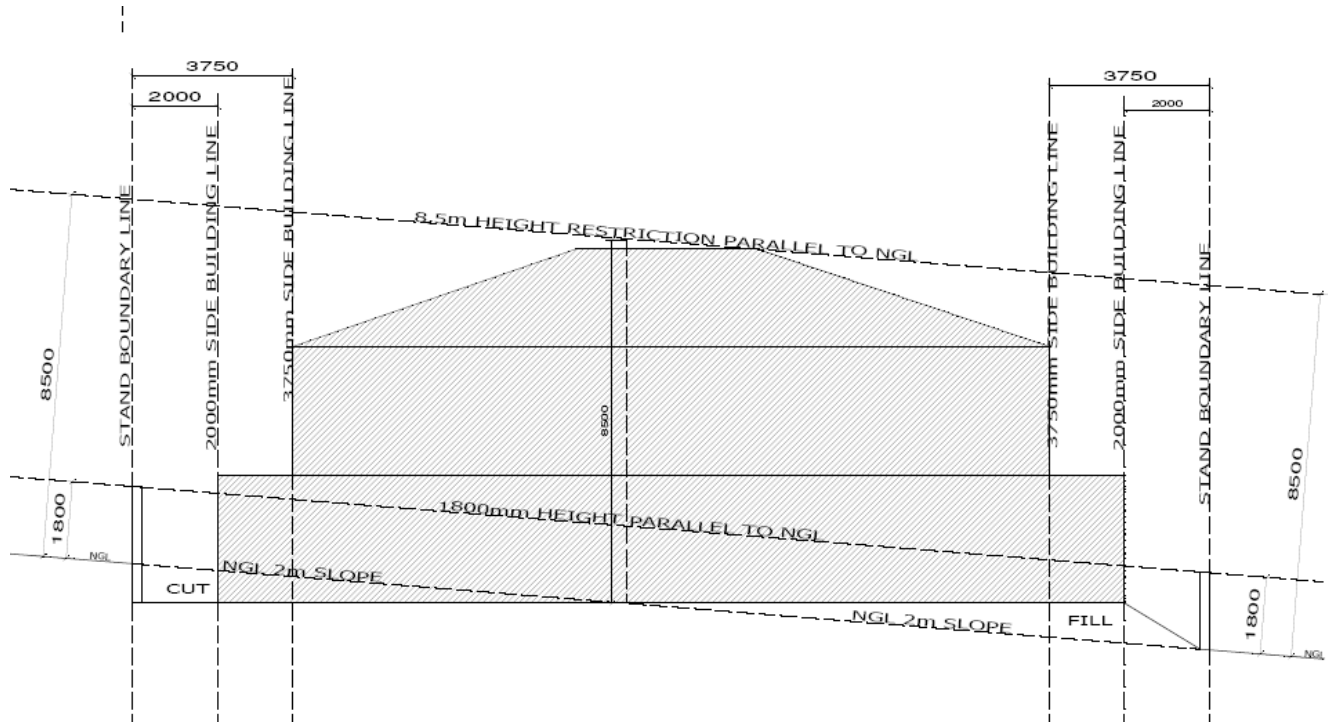 3750
2000
3750
2000
STAND BOUNDARY LINE
2000mm SIDE BUILDING LINE
3750mm SIDE BUILDING LINE
8.5m HEIGHT RESTRICTION PARALLEL TO NGL
3750mm SIDE BUILDING LINE
2000mm SIDE BUILDING LINE
STAND BOUNDARY LINE
8500
8500
8500
1800
1800mm HEIGHT PARALLEL TO NGL
NGL
NGL 2m SLOPE
CUT
NGL 2m SLOPE
FILL
1800
NGL